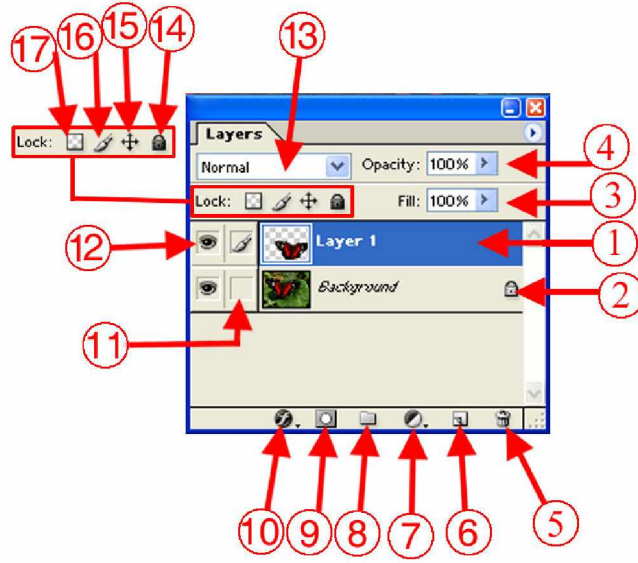 17 16 15 14 13
Lock:
Layers
Normal Opacity: 100% 4
Lock: Fill: 100% 3
12 Layer 1 1
Background 2
11
10 9 8 7 6 5